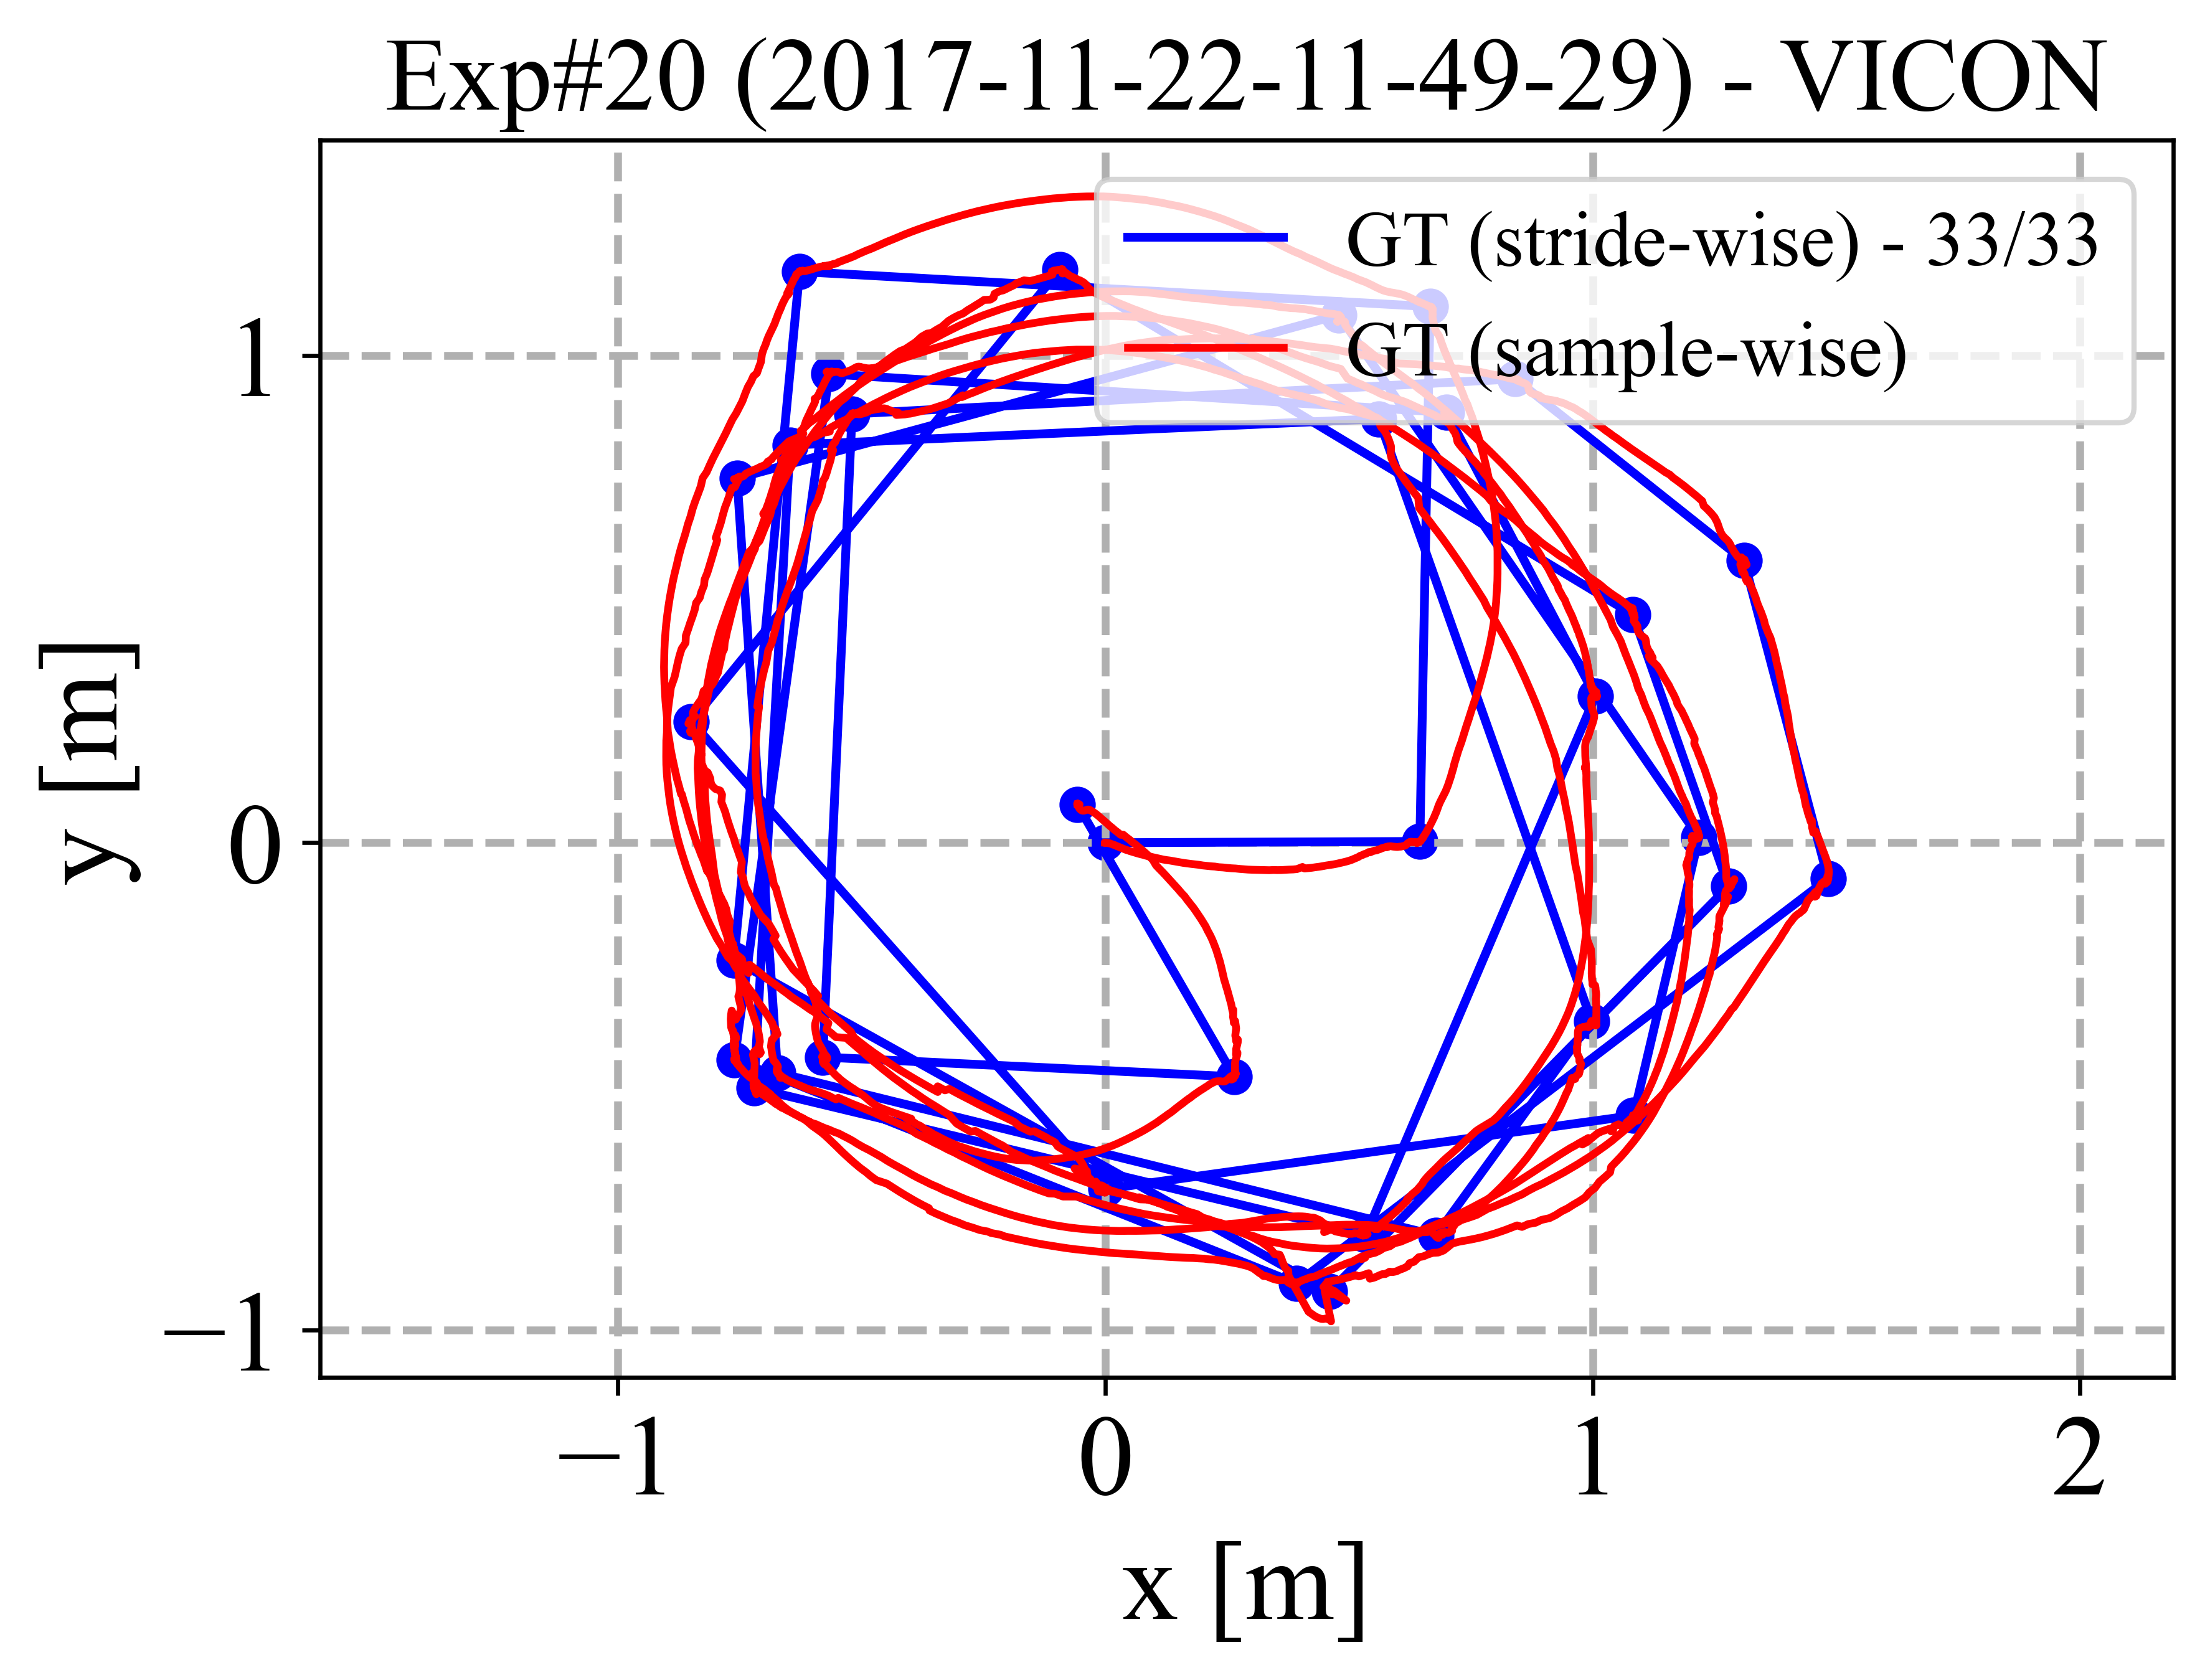 Exp#20 (2017-11-22-11-49-29) - VICON
GT (stride-wise) - 33/33
GT (sample-wise)
1
0
−1
y [m]
−1
0
1
2
x [m]